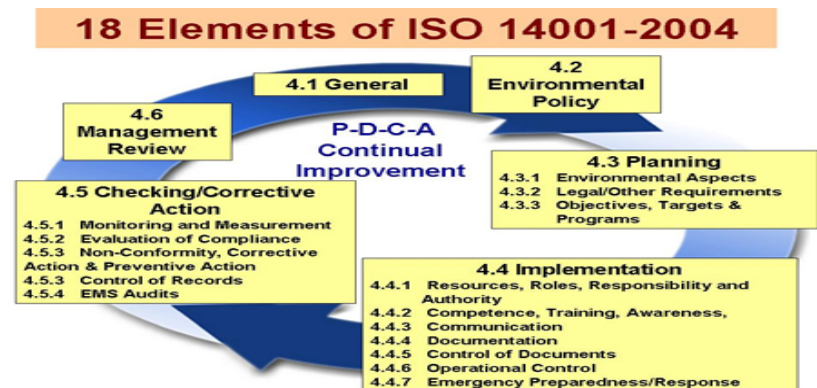 18 Elements of ISO 14001-2004
4.1 General
4.2
Environmental
Policy
4.6
Management
Review
P-D-C-A
Continual
Improvement
4.3 Planning
4.3.1 Environmental Aspects
4.3.2 Legal/Other Requirements
4.3.3 Objectives, Targets &
Programs
4.5 Checking/Corrective
Action
4.5.1 Monitoring and Measurement
4.5.2 Evaluation of Compliance
4.5.3 Non-Conformity, Corrective
Action & Preventive Action
4.5.3 Control of Records
4.5.4 EMS Audits
4.4 Implementation
4.4.1 Resources, Roles, Responsibility and
Authority
4.4.2 Competence, Training, Awareness,
4.4.3 Communication
4.4.4 Documentation
4.4.5 Control of Documents
4.4.6 Operational Control
4.4.7 Emergency Preparedness/Response